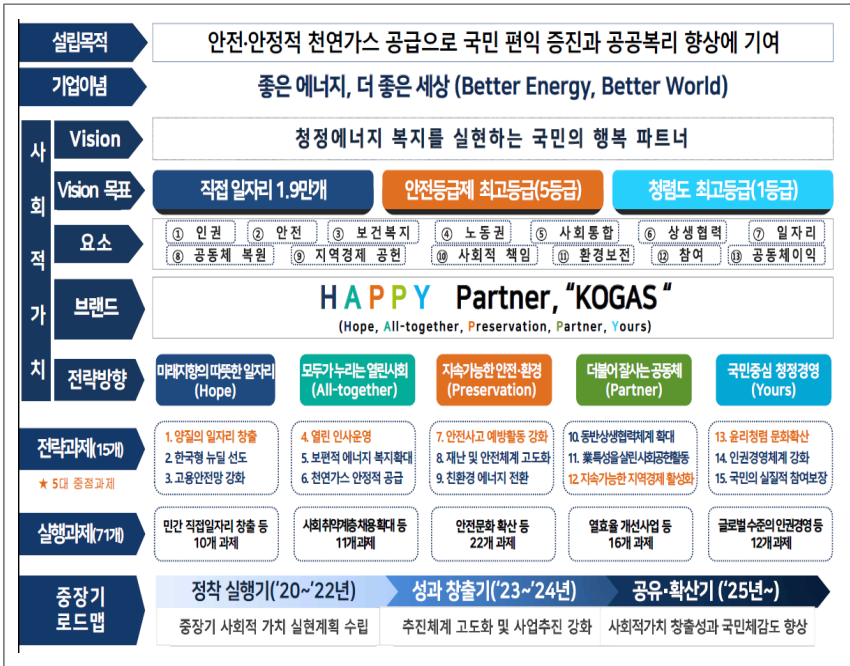 설립목적
안전·안정적 천연가스 공급으로 국민 편익 증진과 공공복리 향상에 기여
기업이념
좋은 에너지, 더 좋은 세상 (Better Energy, Better World)
사회적가치
Vision
청정에너지 복지를 실현하는 국민의 행복 파트너
Vision 목표
직접 일자리 1.9만개
안전등급제 최고등급(5등급)
청렴도 최고등급(1등급)
요소
① 인권 ② 안전 ③ 보건복지 ④ 노동권 ⑤ 사회통합 ⑥ 상생협력 ⑦ 일자리
⑧ 공동체 복원 ⑨ 지역경제 공헌 ⑩ 사회적 책임 ⑪ 환경보전 ⑫ 참여 ⑬ 공동체이익
브랜드
HAPPY Partner, “KOGAS “
(Hope, All-together, Preservation, Partner, Yours)
전략방향
미래지향의 따뜻한 일자리
(Hope)
모두가 누리는 열린사회
(All-together)
지속가능한 안전·환경
(Preservation)
더불어 잘사는 공동체
(Partner)
국민중심 청정경영
(Yours)
전략과제(15개)
★ 5대 중점과제
1. 양질의 일자리 창출
2. 한국형 뉴딜 선도
3. 고용안전망 강화
4. 열린 인사운영
5. 보편적 에너지 복지확대
6. 천연가스 안정적 공급
7. 안전사고 예방활동 강화
8. 재난 및 안전체계 고도화
9. 친환경 에너지 전환
10. 동반상생협력체계 확대
11. 業특성을 살린 사회공헌활동
12. 지속가능한 지역경제 활성화
13. 윤리청렴 문화확산
14. 인권경영체계 강화
15. 국민의 실질적 참여보장
실행과제(71개)
민간 직접일자리 창출 등
10개 과제
사회 취약계층 채용 확대 등
11개 과제
안전문화 확산 등
22개 과제
열효율 개선사업 등
16개 과제
글로벌 수준의 인권경영 등
12개 과제
중장기
로드맵
정착 실행기(‘20~’22년)
성과 창출기(‘23~’24년)
공유·확산기 (‘25년~)
중장기 사회적 가치 실현계획 수립
추진체계 고도화 및 사업추진 강화
사회적가치 창출성과 국민체감도 향상